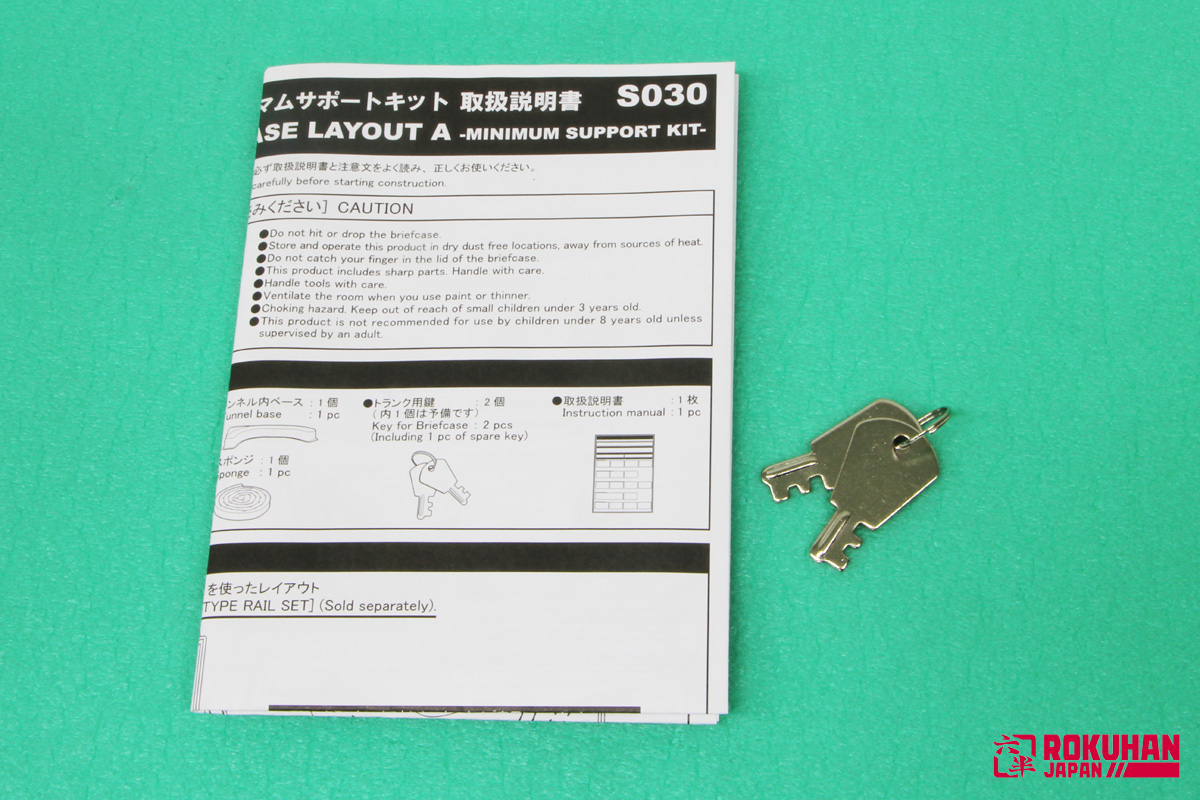 マムサポートキット 取扱説明書 S030
ASE LAYOUT A -MINIMUM SUPPORT KIT-
必ず取扱説明書と注意文をよく読み、正しくお使いください。
carefully before starting construction.
みください］ CAUTION
●Do not hit or drop the briefcase.
●Store and operate this product in dry dust free locations, away from sources of heat.
●Do not catch your finger in the lid of the briefcase.
●This product includes sharp parts. Handle with care.
●Handle tools with care.
●Ventilate the room when you use paint or thinner.
●Choking hazard. Keep out of reach of small children under 3 years old.
●This product is not recommended for use by children under 8 years old unless
supervised by an adult.
ンネル内ベース : 1個
unnel base : 1 pc
スポンジ : 1個
ponge : 1 pc
●トランク用鍵 : 2個
（内1個は予備です）
Key for Briefcase : 2 pcs
(Including 1 pc of spare key)
●取扱説明書 : 1枚
Instruction manual : 1 pc
を使ったレイアウト
TYPE RAIL SET] (Sold separately).
六半 ROKUHAN
JAPAN